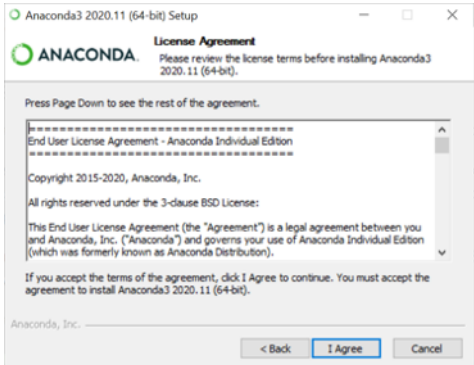 Anaconda3 2020.11 (64-bit) Setup
ANACONDA.
License Agreement
Please review the license terms before installing Anaconda3
2020.11 (64-bit).
Press Page Down to see the rest of the agreement.
======================================
End User License Agreement - Anaconda Individual Edition
======================================
Copyright 2015-2020, Anaconda, Inc.
All rights reserved under the 3-clause BSD License:
This End User License Agreement (the "Agreement") is a legal agreement between you
and Anaconda, Inc. ("Anaconda") and governs your use of Anaconda Individual Edition
(which was formerly known as Anaconda Distribution).
If you accept the terms of the agreement, click I Agree to continue. You must accept the
agreement to install Anaconda3 2020.11 (64-bit).
Anaconda, Inc.
< Back
I Agree
Cancel